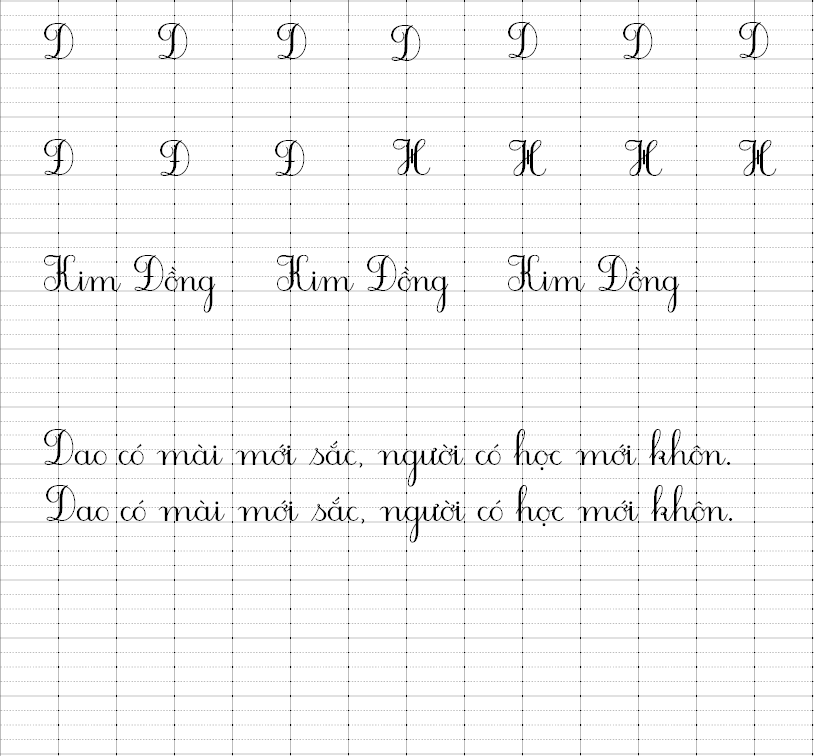 D D D D D D D
Đ Đ Đ H H H H
Kim Đồng Kim Đồng Kim Đồng
Dao có mài mới sắc, người có học mới khôn.
Dao có mài mới sắc, người có học mới khôn.